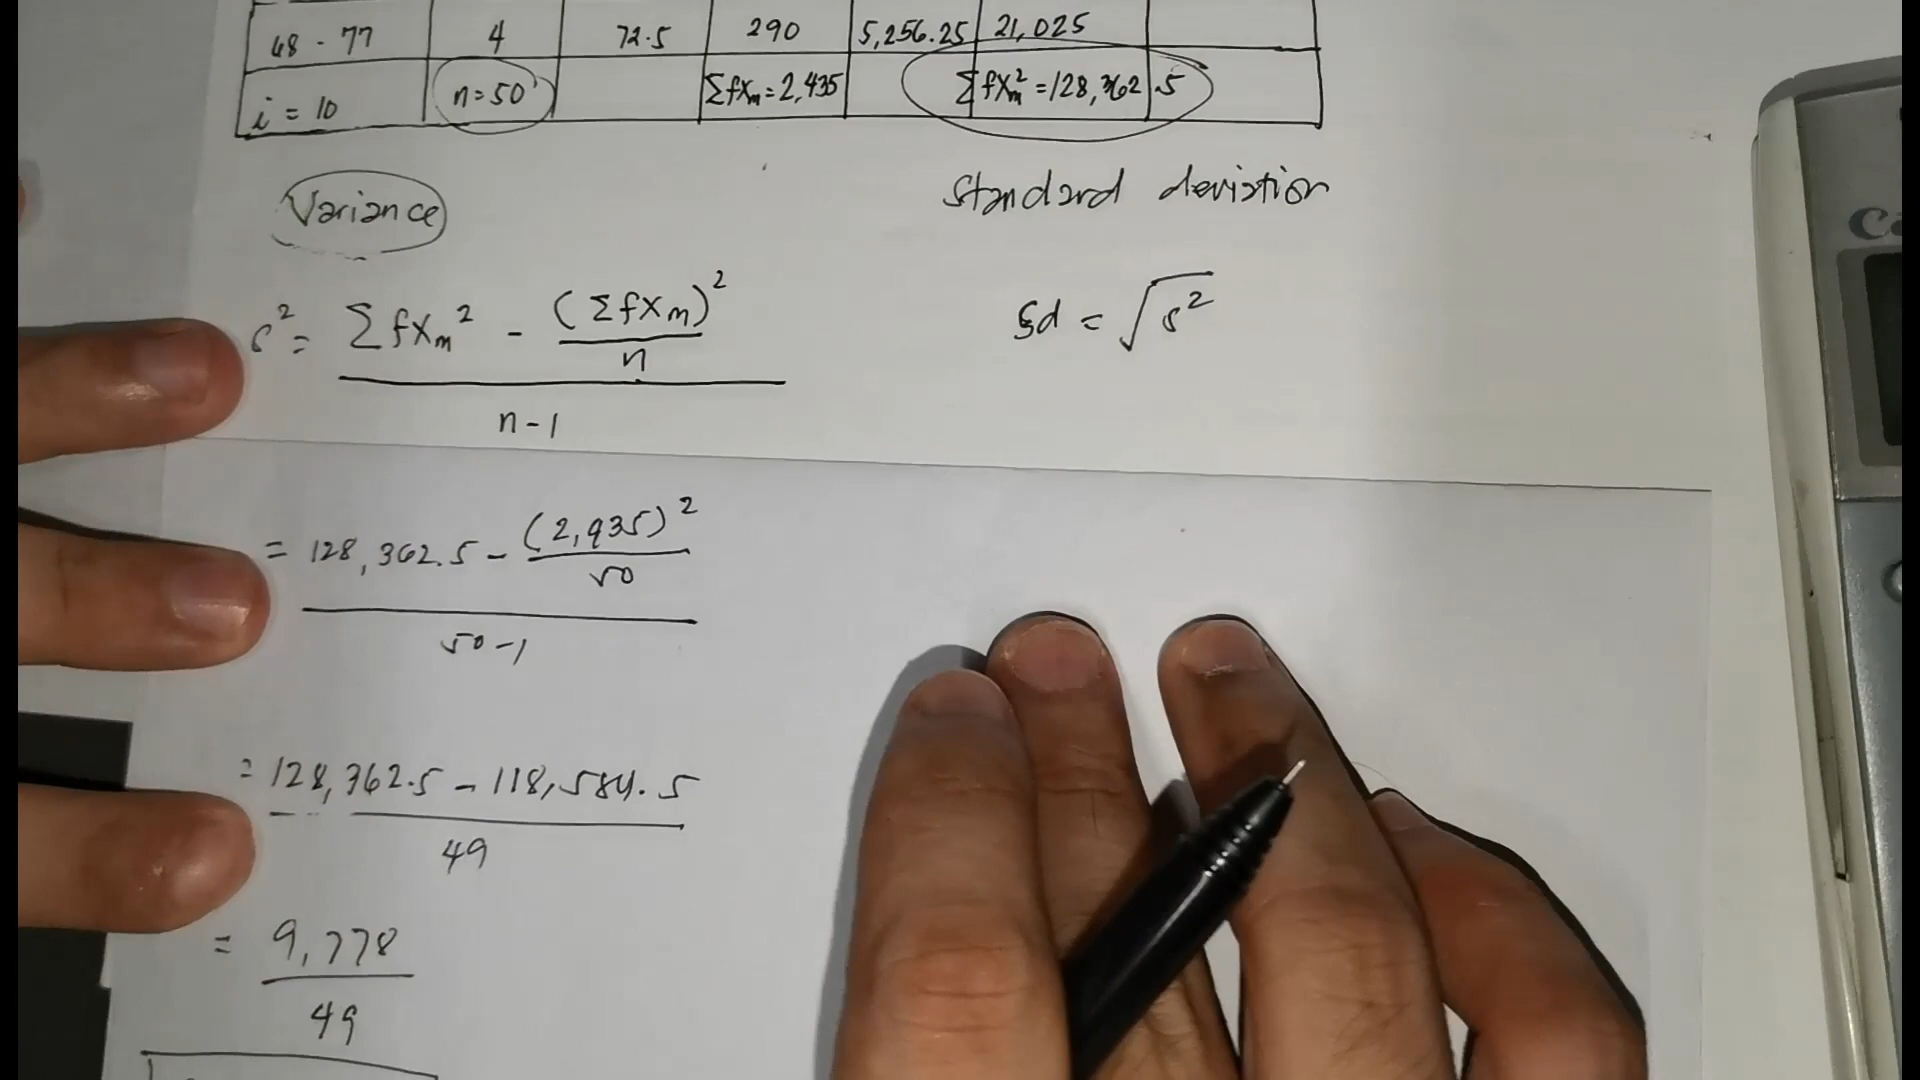 68 - 77 4 72.5 290 5,256.25 21,025
i = 10 n=50 Σfxₘ=2,435 Σfxₘ²=128,362.5
Variance Standard deviation
s² = Σfxₘ² - (Σfxₘ)²
n
n-1
sd = √s²
= 128,362.5 - (2,435)²
50
50-1
= 128,362.5 - 118,584.5
49
= 9,778
49
Ca